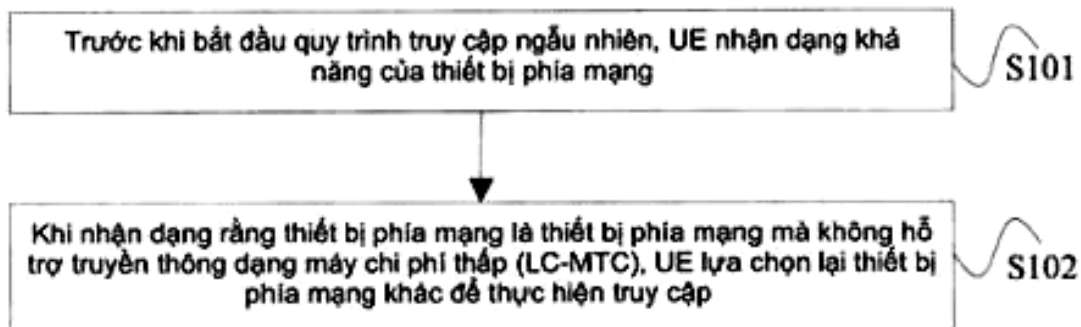 Trước khi bắt đầu quy trình truy cập ngẫu nhiên, UE nhận dạng khả
năng của thiết bị phía mạng
S101
Khi nhận dạng rằng thiết bị phía mạng là thiết bị phía mạng mà không hỗ
trợ truyền thông dạng máy chi phí thấp (LC-MTC), UE lựa chọn lại thiết bị
phía mạng khác để thực hiện truy cập
S102